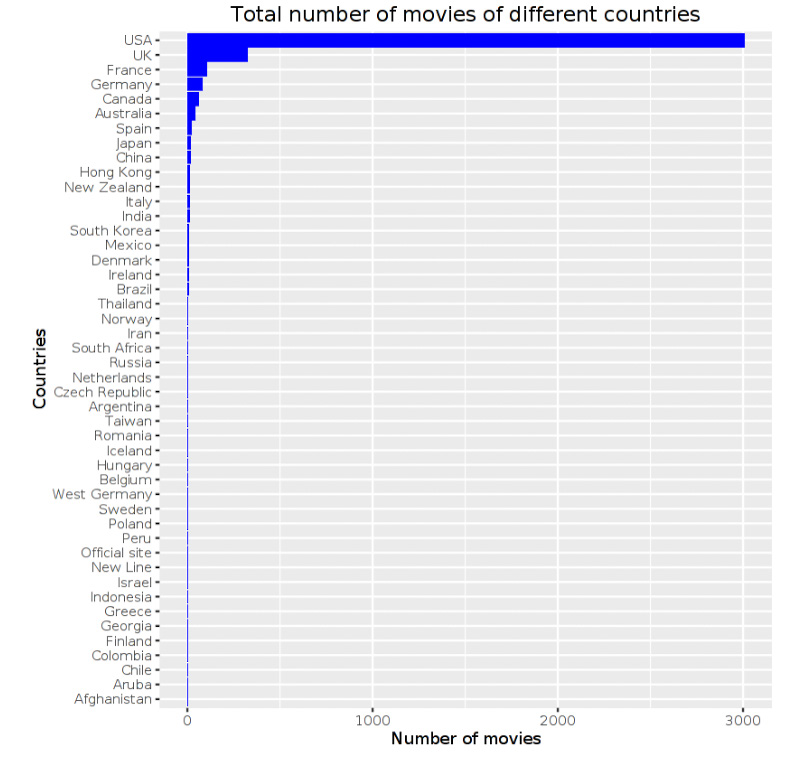 Total number of movies of different countries
USA
UK
France
Germany
Canada
Australia
Spain
Japan
China
Hong Kong
New Zealand
Italy
India
South Korea
Mexico
Denmark
Ireland
Brazil
Thailand
Norway
Iran
South Africa
Russia
Netherlands
Czech Republic
Argentina
Taiwan
Romania
Iceland
Hungary
Belgium
West Germany
Sweden
Poland
Peru
Official site
New Line
Israel
Indonesia
Greece
Georgia
Finland
Colombia
Chile
Aruba
Afghanistan
Countries
0 1000 2000 3000
Number of movies